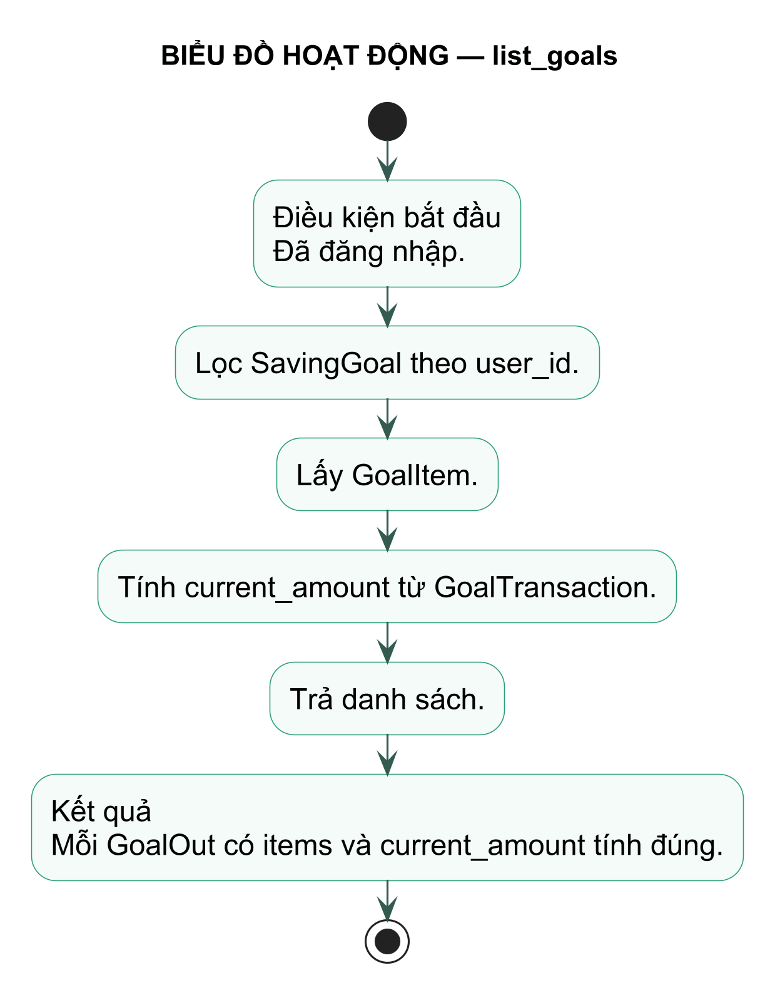 BIỂU ĐỒ HOẠT ĐỘNG — list_goals
Điều kiện bắt đầu
Đã đăng nhập.
Lọc SavingGoal theo user_id.
Lấy GoalItem.
Tính current_amount từ GoalTransaction.
Trả danh sách.
Kết quả
Mỗi GoalOut có items và current_amount tính đúng.